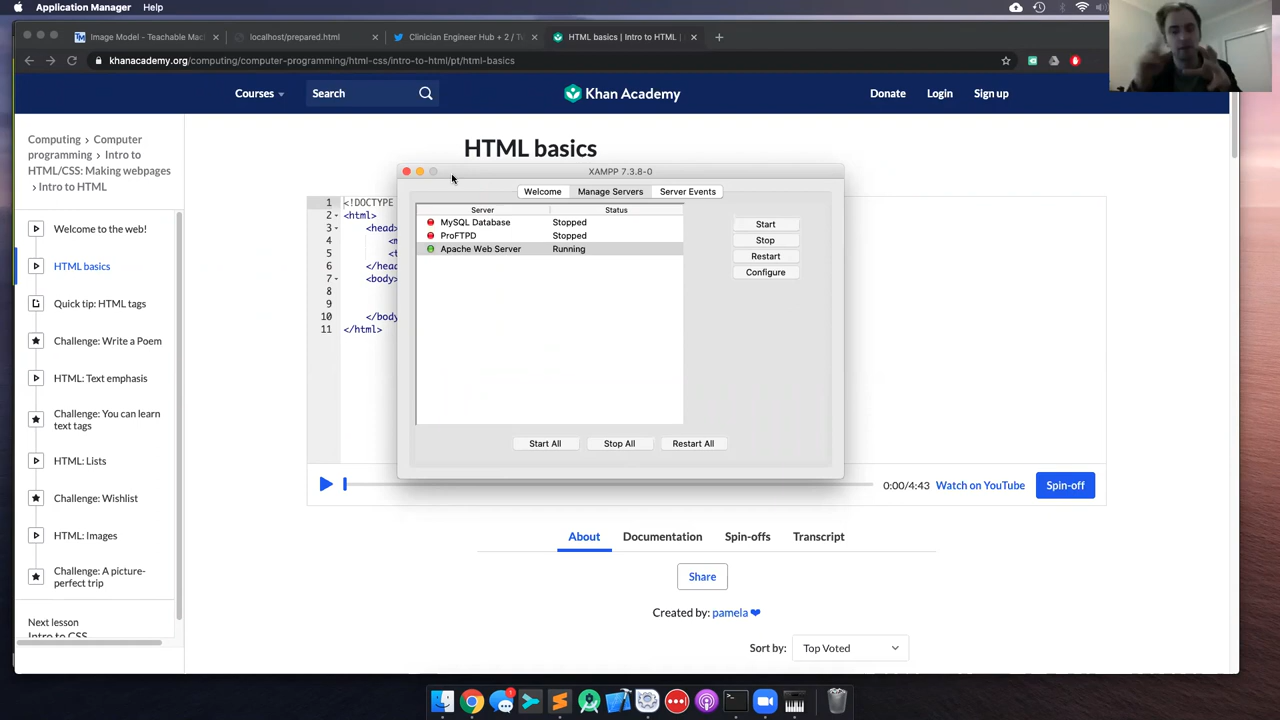 Application Manager Help
Image Model - Teachable Mac
localhost/prepared.html
Clinician Engineer Hub + 2 / Tw
HTML basics | Intro to HTML |
khanacademy.org/computing/computer-programming/html-css/intro-to-html/pt/html-basics
Courses
Search
Khan Academy
Donate
Login
Sign up
Computing > Computer
programming > Intro to
HTML/CSS: Making webpages
> Intro to HTML
Welcome to the web!
HTML basics
Quick tip: HTML tags
Challenge: Write a Poem
HTML: Text emphasis
Challenge: You can learn
text tags
HTML: Lists
Challenge: Wishlist
HTML: Images
Challenge: A picture-
perfect trip
Next lesson
Intro to CSS
HTML basics
1 <!DOCTYPE
2 <html>
3 <head>
4 <m
5 <t
6 </hea
7 <body>
8
9
10 </body
11 </html>
XAMPP 7.3.8-0
Welcome
Manage Servers
Server Events
Server Status
MySQL Database Stopped
ProFTPD Stopped
Apache Web Server Running
Start
Stop
Restart
Configure
Start All
Stop All
Restart All
0:00/4:43
Watch on YouTube
Spin-off
About
Documentation
Spin-offs
Transcript
Share
Created by: pamela
Sort by:
Top Voted
1